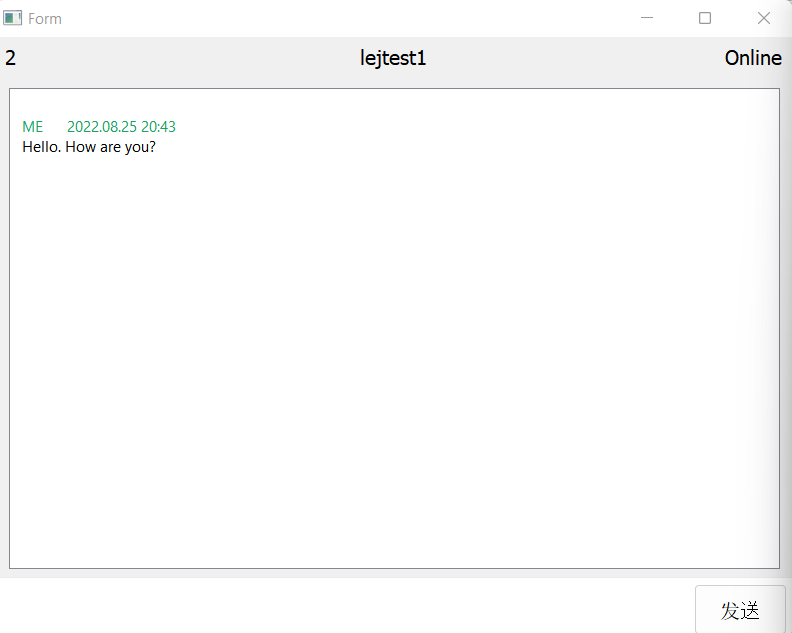 Form
2 lejtest1 Online
ME 2022.08.25 20:43
Hello. How are you?
发送